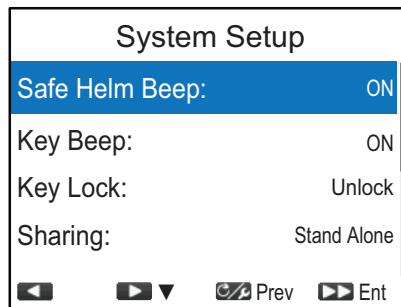 System Setup
Safe Helm Beep: ON
Key Beep: ON
Key Lock: Unlock
Sharing: Stand Alone
Prev Ent